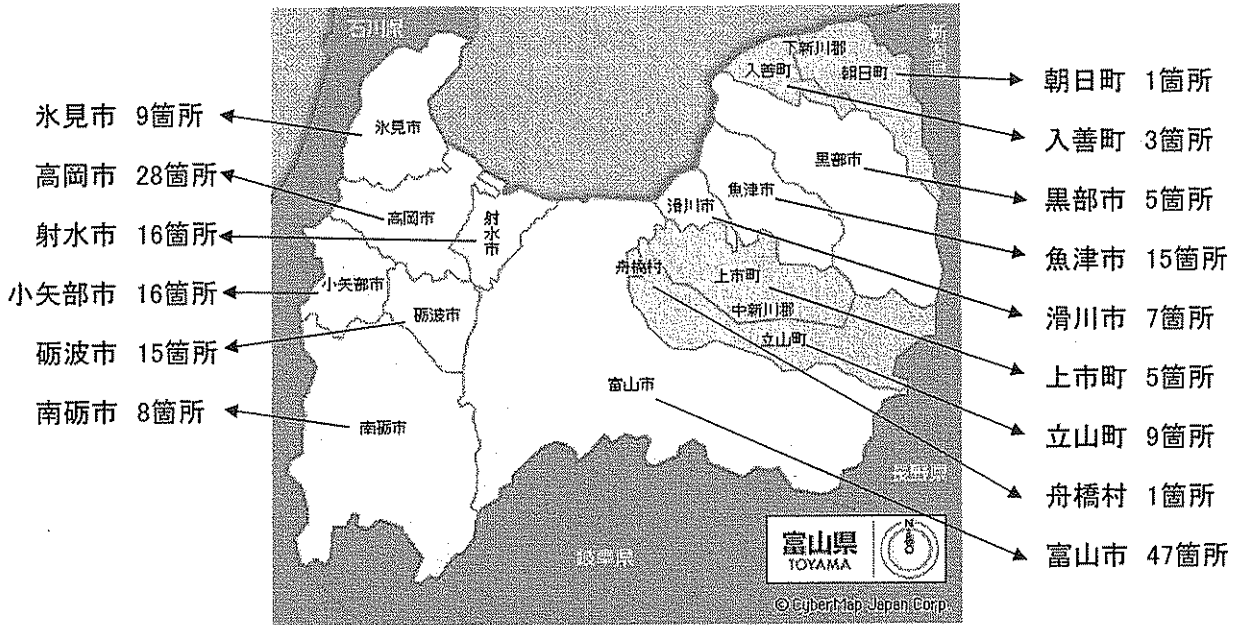 石川県
氷見市 9箇所
高岡市 28箇所
射水市 16箇所
小矢部市 16箇所
砺波市 15箇所
南砺市 8箇所
氷見市
高岡市
射水市
小矢部市
砺波市
南砺市
下新川郡
入善町
朝日町
黒部市
魚津市
滑川市
舟橋村
上市町
中新川郡
立山町
富山市
長野県
岐阜県
朝日町 1箇所
入善町 3箇所
黒部市 5箇所
魚津市 15箇所
滑川市 7箇所
上市町 5箇所
立山町 9箇所
舟橋村 1箇所
富山市 47箇所
富山県
TOYAMA
© CyberMap Japan Corp.